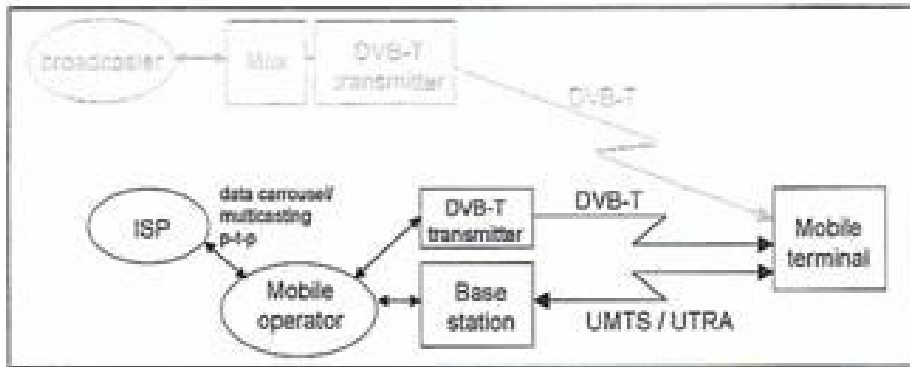 broadcaster
Mux
DVB-T
transmitter
DVB-T
data carrousel/
multicasting
p-t-p
ISP
DVB-T
transmitter
DVB-T
Mobile
terminal
Mobile
operator
Base
station
UMTS / UTRA